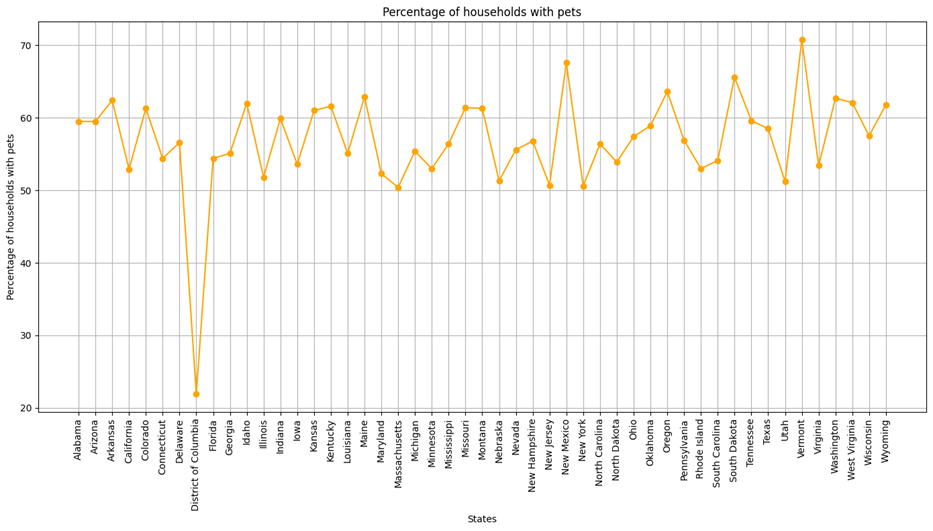 Percentage of households with pets
Percentage of households with pets
70
60
50
40
30
20
Alabama
Arizona
Arkansas
California
Colorado
Connecticut
Delaware
District of Columbia
Florida
Georgia
Idaho
Illinois
Indiana
Iowa
Kansas
Kentucky
Louisiana
Maine
Maryland
Massachusetts
Michigan
Minnesota
Mississippi
Missouri
Montana
Nebraska
Nevada
New Hampshire
New Jersey
New Mexico
New York
North Carolina
North Dakota
Ohio
Oklahoma
Oregon
Pennsylvania
Rhode Island
South Carolina
South Dakota
Tennessee
Texas
Utah
Vermont
Virginia
Washington
West Virginia
Wisconsin
Wyoming
States